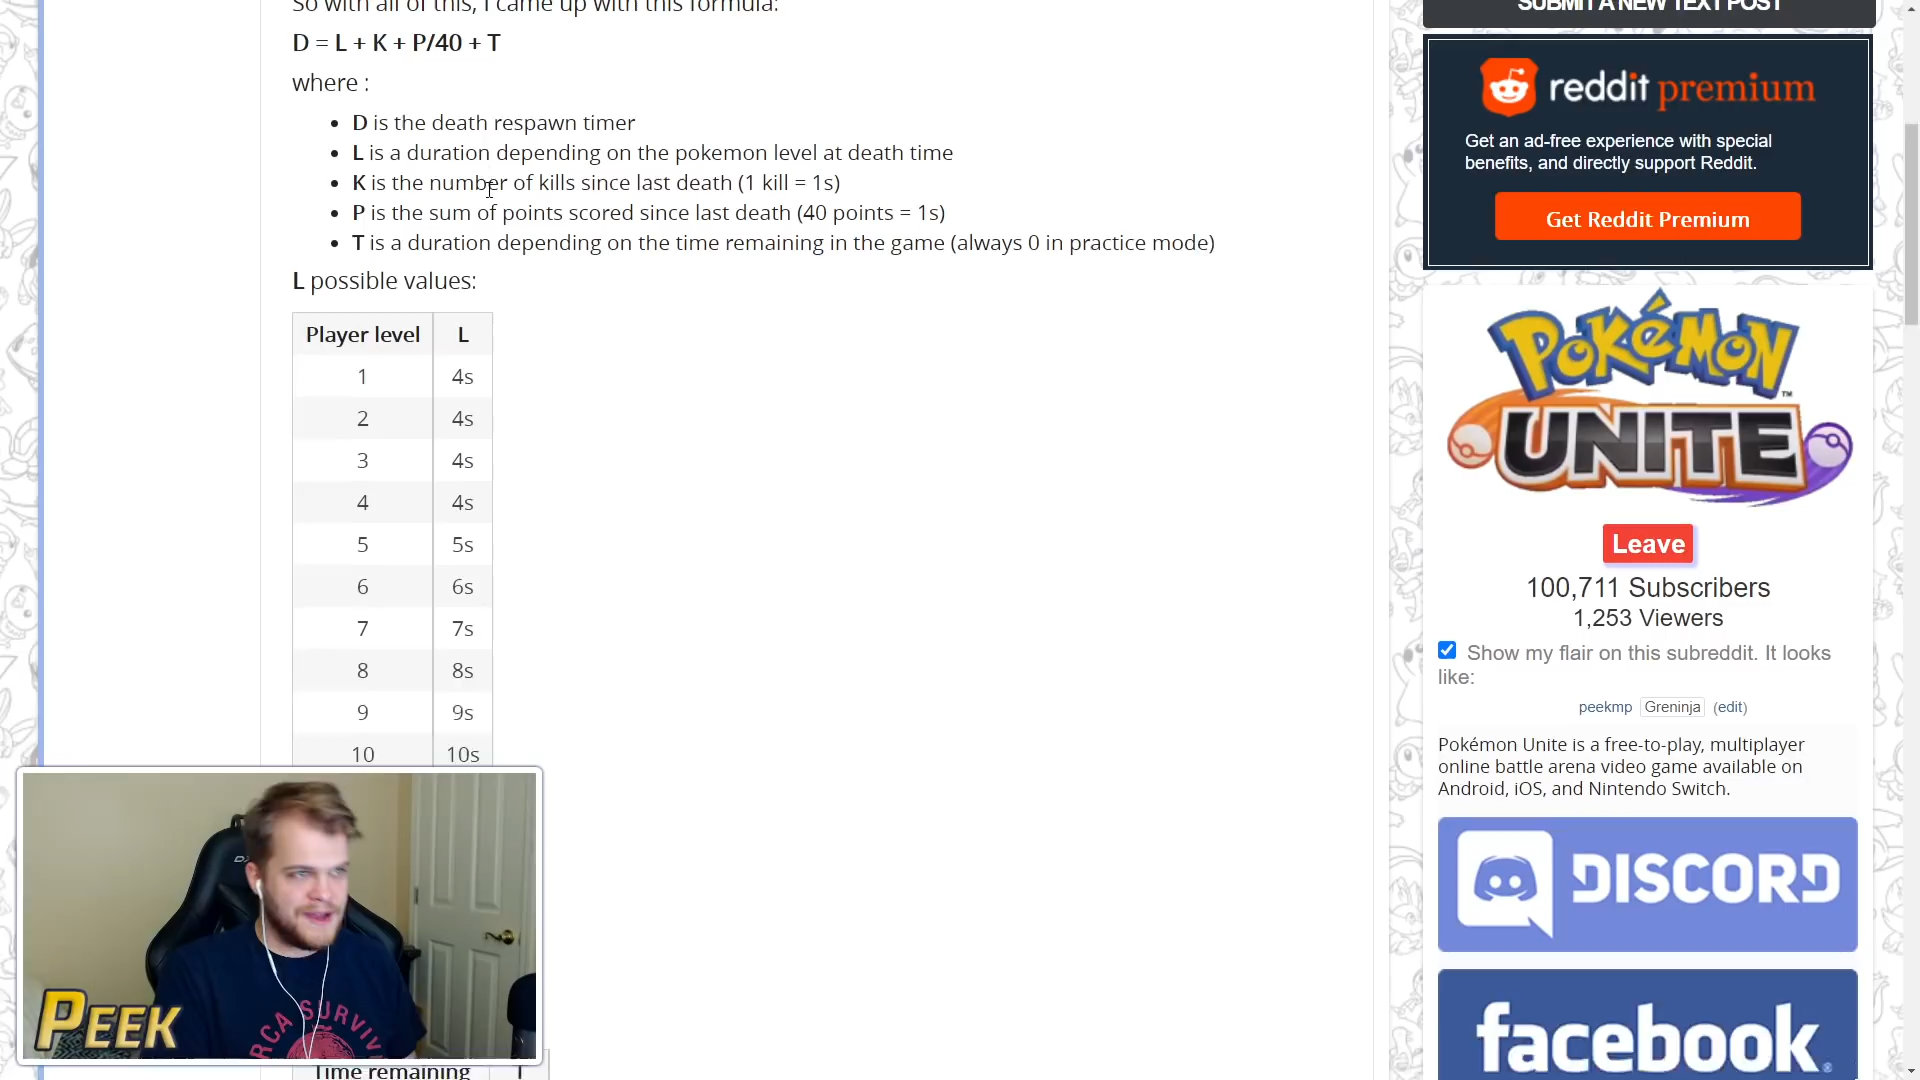 So with all of this, I came up with this formula:
D = L + K + P/40 + T
where :
• D is the death respawn timer
• L is a duration depending on the pokemon level at death time
• K is the number of kills since last death (1 kill = 1s)
• P is the sum of points scored since last death (40 points = 1s)
• T is a duration depending on the time remaining in the game (always 0 in practice mode)
L possible values:
Player level L
1 4s
2 4s
3 4s
4 4s
5 5s
6 6s
7 7s
8 8s
9 9s
10 10s
Time remaining T
PEEK
RCA SURVIV
SUBMIT A NEW TEXT POST
reddit premium
Get an ad-free experience with special
benefits, and directly support Reddit.
Get Reddit Premium
POKéMON
UNITE
Leave
100,711 Subscribers
1,253 Viewers
Show my flair on this subreddit. It looks
like:
peekmp Greninja (edit)
Pokémon Unite is a free-to-play, multiplayer
online battle arena video game available on
Android, iOS, and Nintendo Switch.
DISCORD
facebook